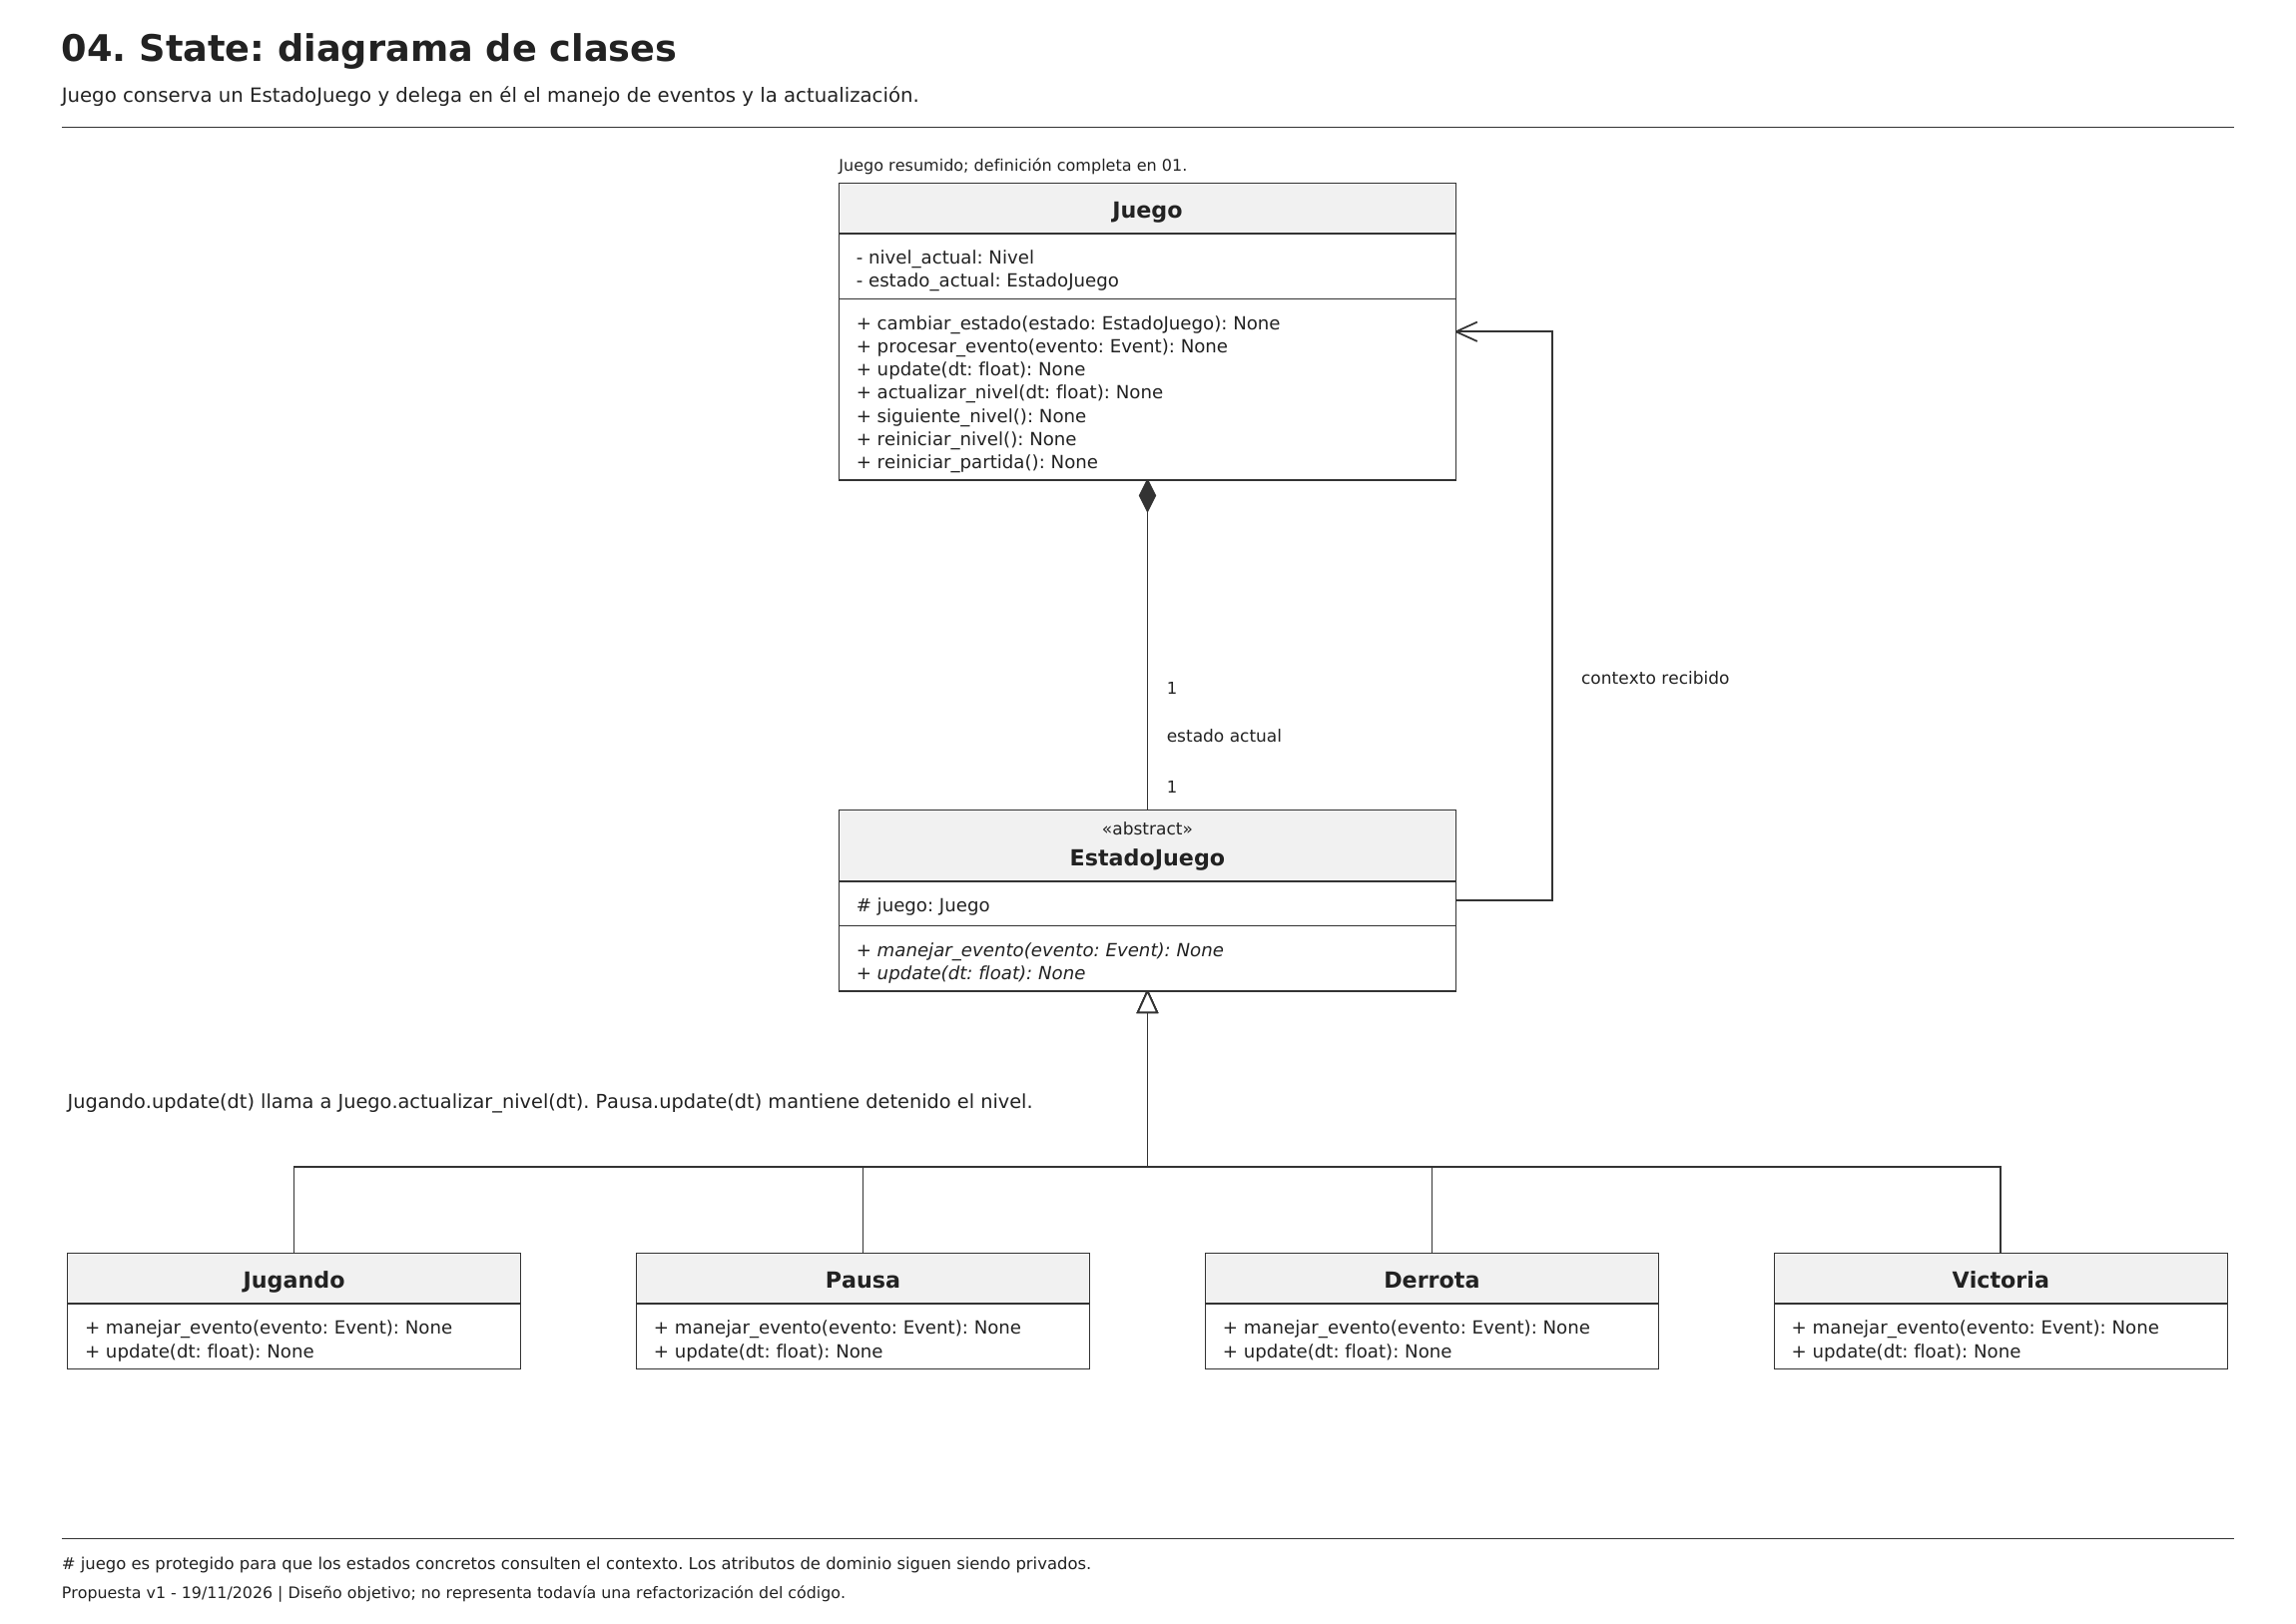 04. State: diagrama de clases
Juego conserva un EstadoJuego y delega en él el manejo de eventos y la actualización.
Juego resumido; definición completa en 01.
Juego
- nivel_actual: Nivel
- estado_actual: EstadoJuego
+ cambiar_estado(estado: EstadoJuego): None
+ procesar_evento(evento: Event): None
+ update(dt: float): None
+ actualizar_nivel(dt: float): None
+ siguiente_nivel(): None
+ reiniciar_nivel(): None
+ reiniciar_partida(): None
contexto recibido
1
estado actual
1
«abstract»
EstadoJuego
# juego: Juego
+ manejar_evento(evento: Event): None
+ update(dt: float): None
Jugando.update(dt) llama a Juego.actualizar_nivel(dt). Pausa.update(dt) mantiene detenido el nivel.
Jugando
+ manejar_evento(evento: Event): None
+ update(dt: float): None
Pausa
+ manejar_evento(evento: Event): None
+ update(dt: float): None
Derrota
+ manejar_evento(evento: Event): None
+ update(dt: float): None
Victoria
+ manejar_evento(evento: Event): None
+ update(dt: float): None
# juego es protegido para que los estados concretos consulten el contexto. Los atributos de dominio siguen siendo privados.
Propuesta v1 - 19/11/2026 | Diseño objetivo; no representa todavía una refactorización del código.